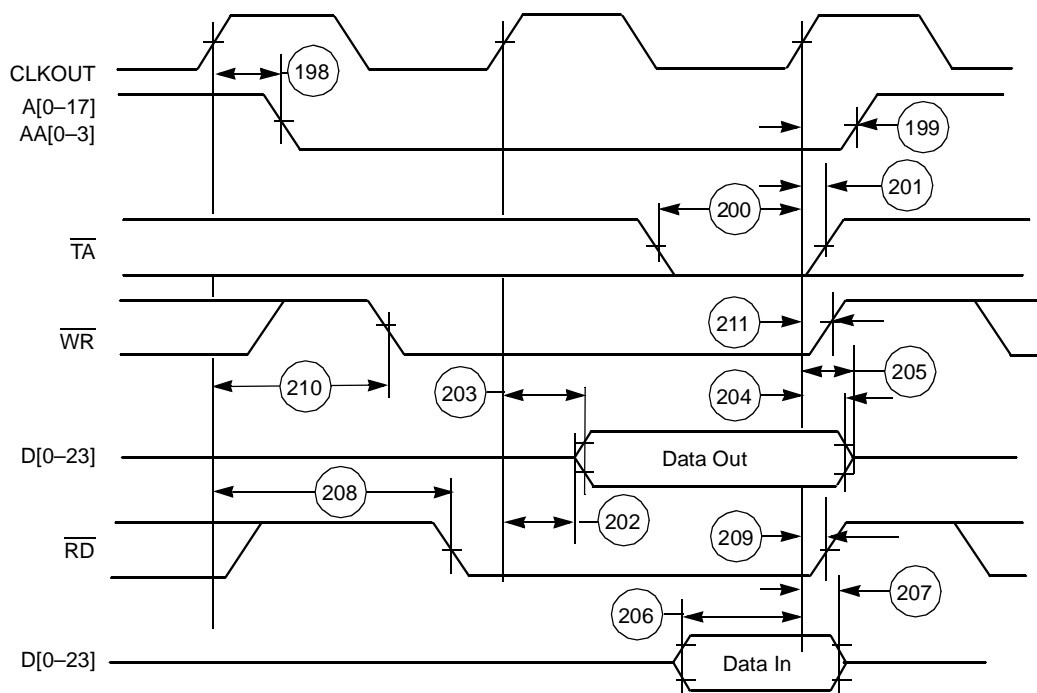 CLKOUT
198
A[0–17]
AA[0–3]
199
200
201
TA
WR
211
210
203
204
205
D[0–23]
Data Out
208
202
RD
209
206
207
D[0–23]
Data In